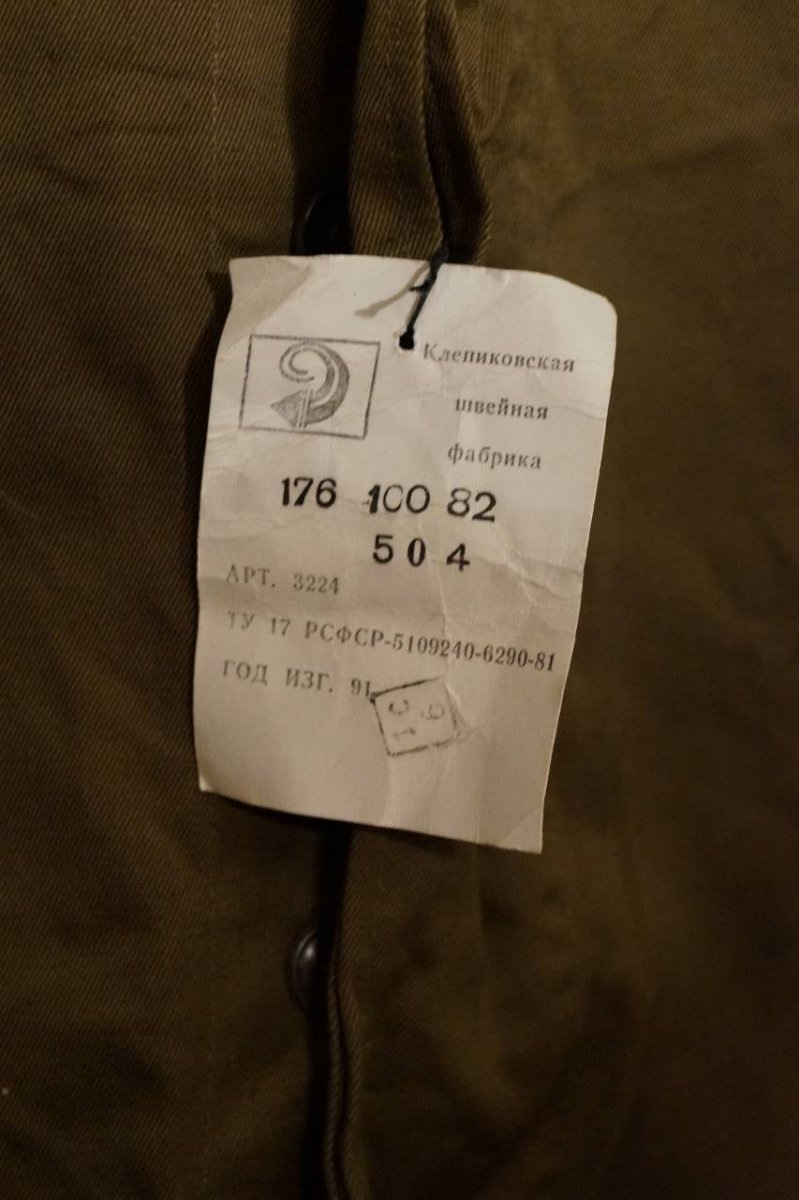 Клепиковская
швейная
фабрика
176 100 82
504
АРТ. 3224
ТУ 17 РСФСР-5109240-6290-81
ГОД ИЗГ. 91